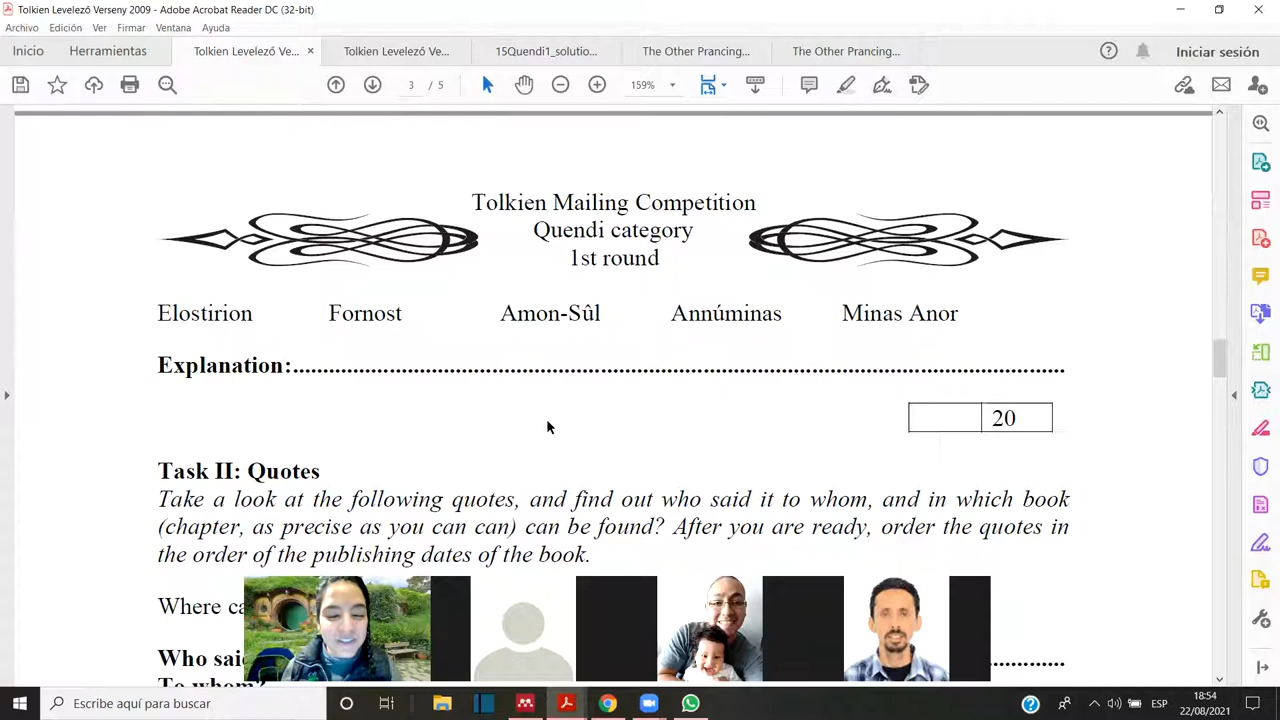 Tolkien Levelező Verseny 2009 - Adobe Acrobat Reader DC (32-bit)
Archivo Edición Ver Firmar Ventana Ayuda
Inicio Herramientas Tolkien Levelező Ve... × Tolkien Levelező Ve... 15Quendi1_solutio... The Other Prancing... The Other Prancing... Iniciar sesión
3 / 5 159%
Tolkien Mailing Competition
Quendi category
1st round
Elostirion Fornost Amon-Sûl Annúminas Minas Anor
Explanation:..............................................................................................................................
20
Task II: Quotes
Take a look at the following quotes, and find out who said it to whom, and in which book
(chapter, as precise as you can can) can be found? After you are ready, order the quotes in
the order of the publishing dates of the book.
Where ca
Who sai
To whom?
Escribe aquí para buscar
ESP
18:54
22/08/2021